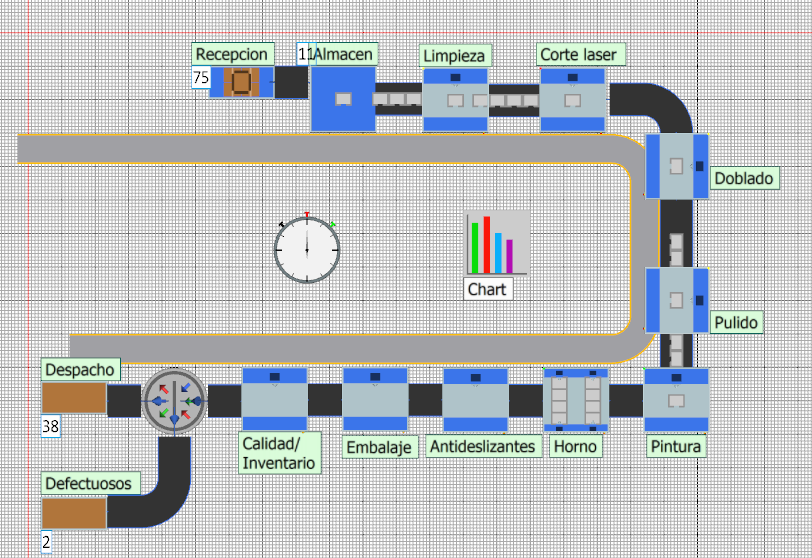 Recepcion
11
Almacen
Limpieza
Corte laser
75
Doblado
Chart
Pulido
Despacho
38
Calidad/
Inventario
Embalaje
Antideslizantes
Horno
Pintura
Defectuosos
2